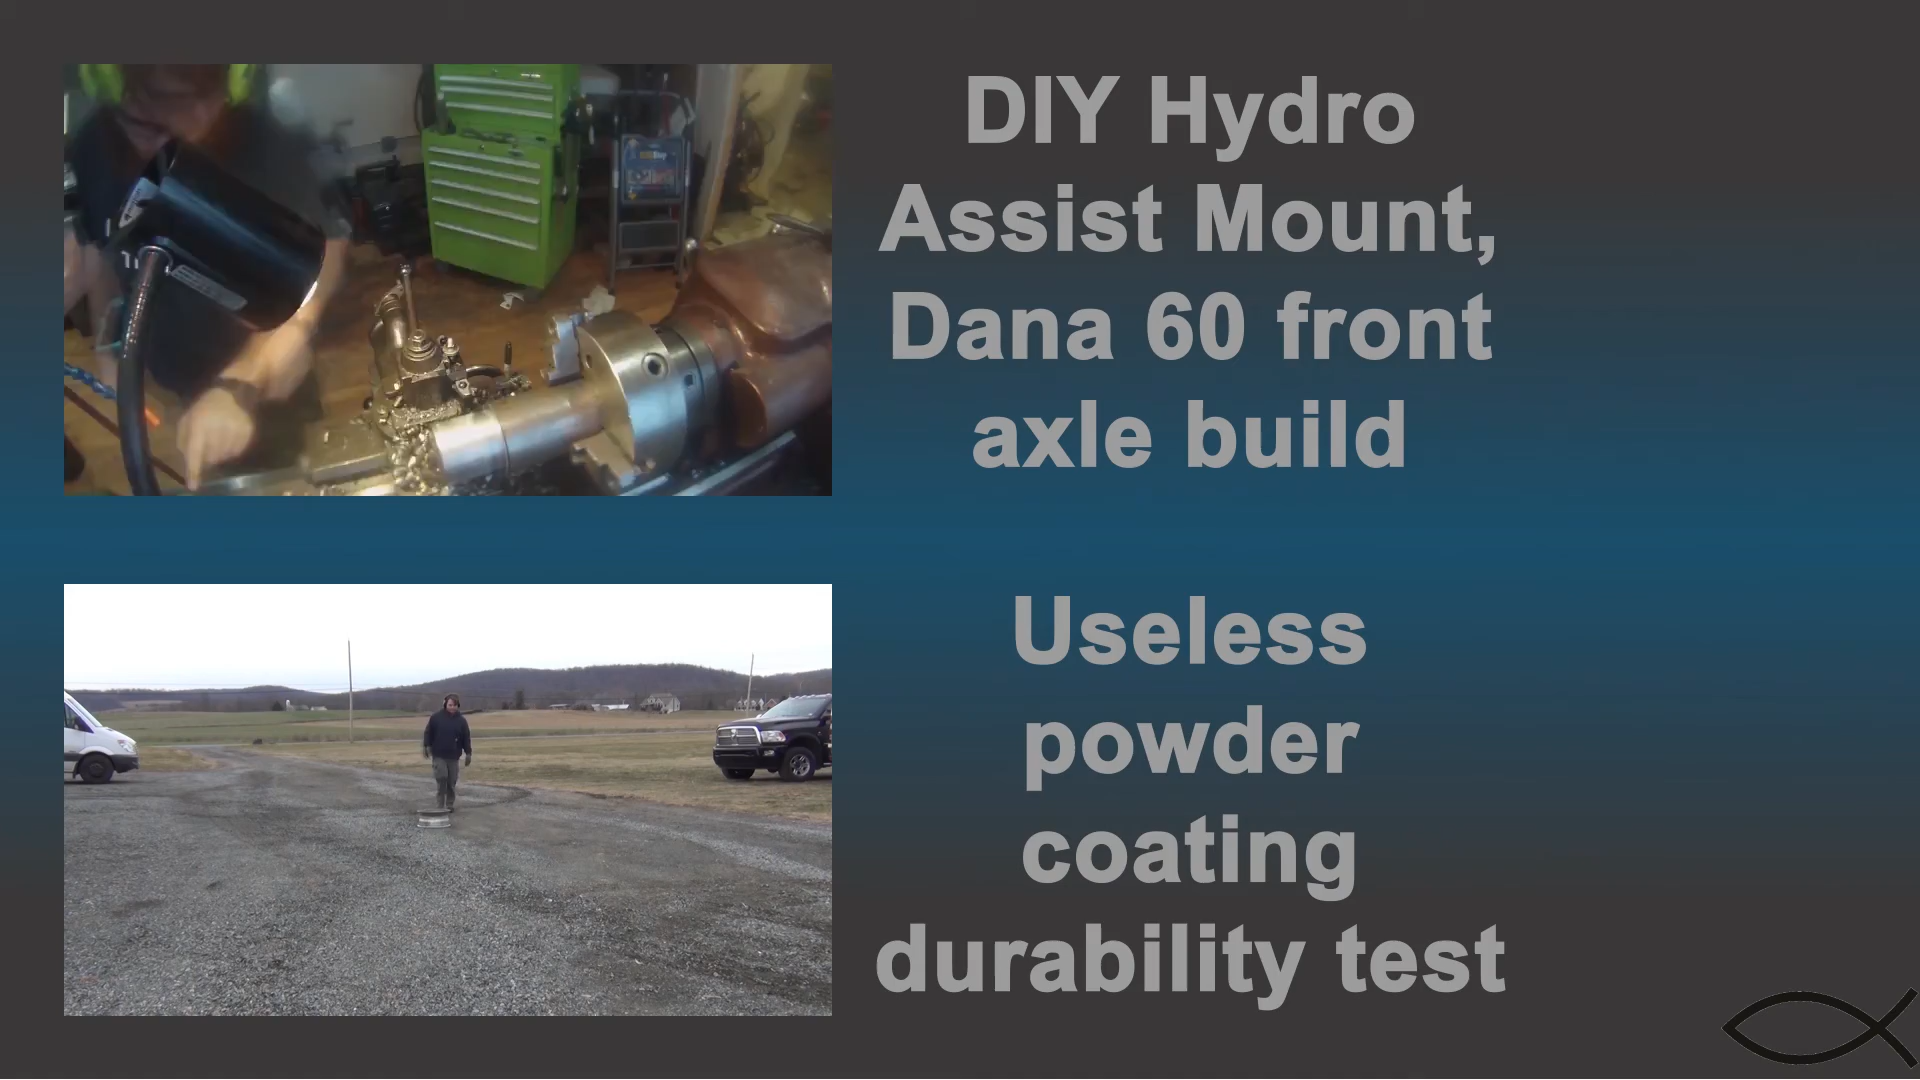 DIY Hydro
Assist Mount,
Dana 60 front
axle build
Useless
powder
coating
durability test